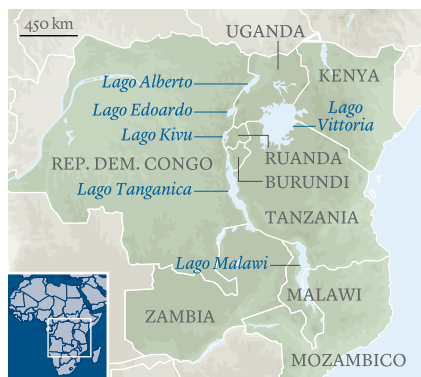 450 km
UGANDA
KENYA
Lago Alberto
Lago Edoardo
Lago
Vittoria
Lago Kivu
RUANDA
REP. DEM. CONGO
BURUNDI
Lago Tanganica
TANZANIA
Lago Malawi
MALAWI
ZAMBIA
MOZAMBICO